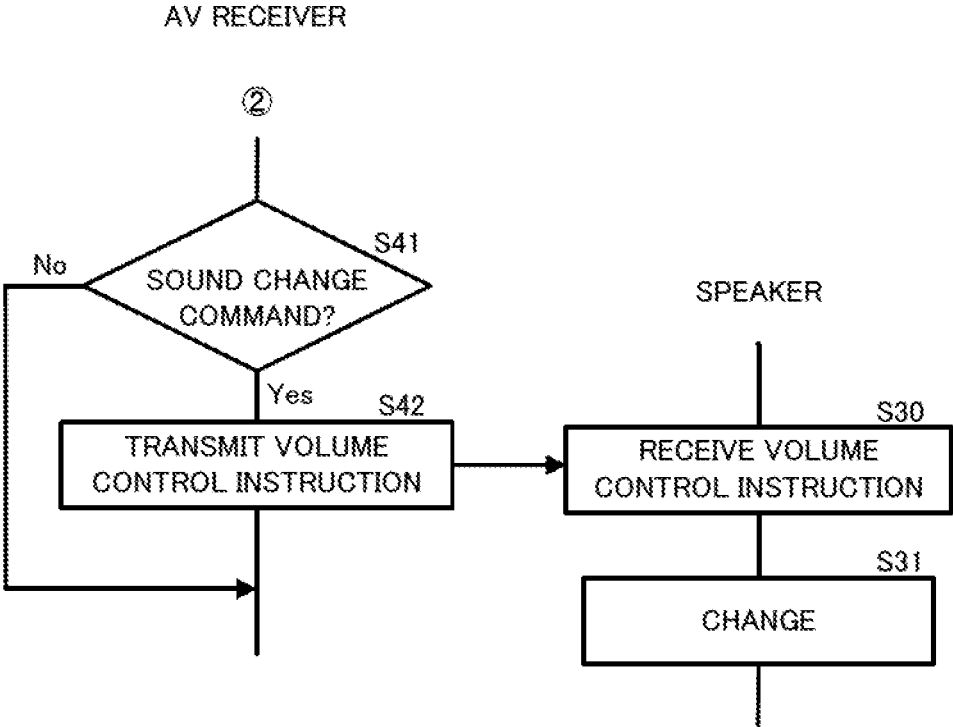 AV RECEIVER
②
S41
No
SOUND CHANGE
COMMAND?
Yes
S42
TRANSMIT VOLUME
CONTROL INSTRUCTION
SPEAKER
S30
RECEIVE VOLUME
CONTROL INSTRUCTION
S31
CHANGE